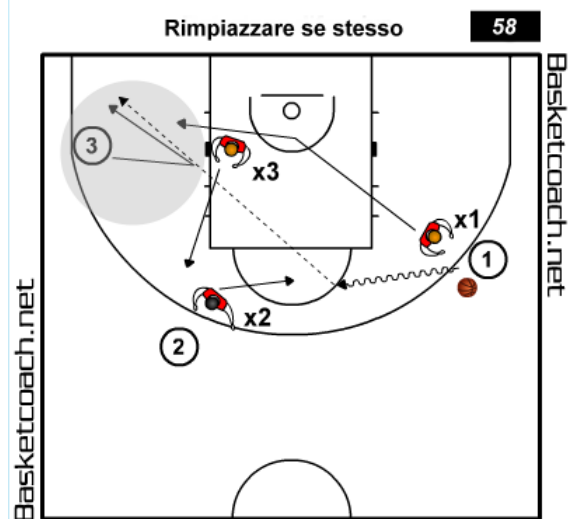 Rimpiazzare se stesso
58
Basketcoach.net
3
x3
x1
1
x2
2
Basketcoach.net